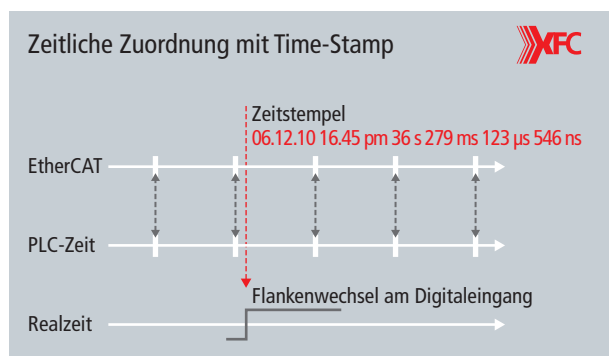 Zeitliche Zuordnung mit Time-Stamp
XFC
Zeitstempel
06.12.10 16.45 pm 36 s 279 ms 123 µs 546 ns
EtherCAT
PLC-Zeit
Flankenwechsel am Digitaleingang
Realzeit